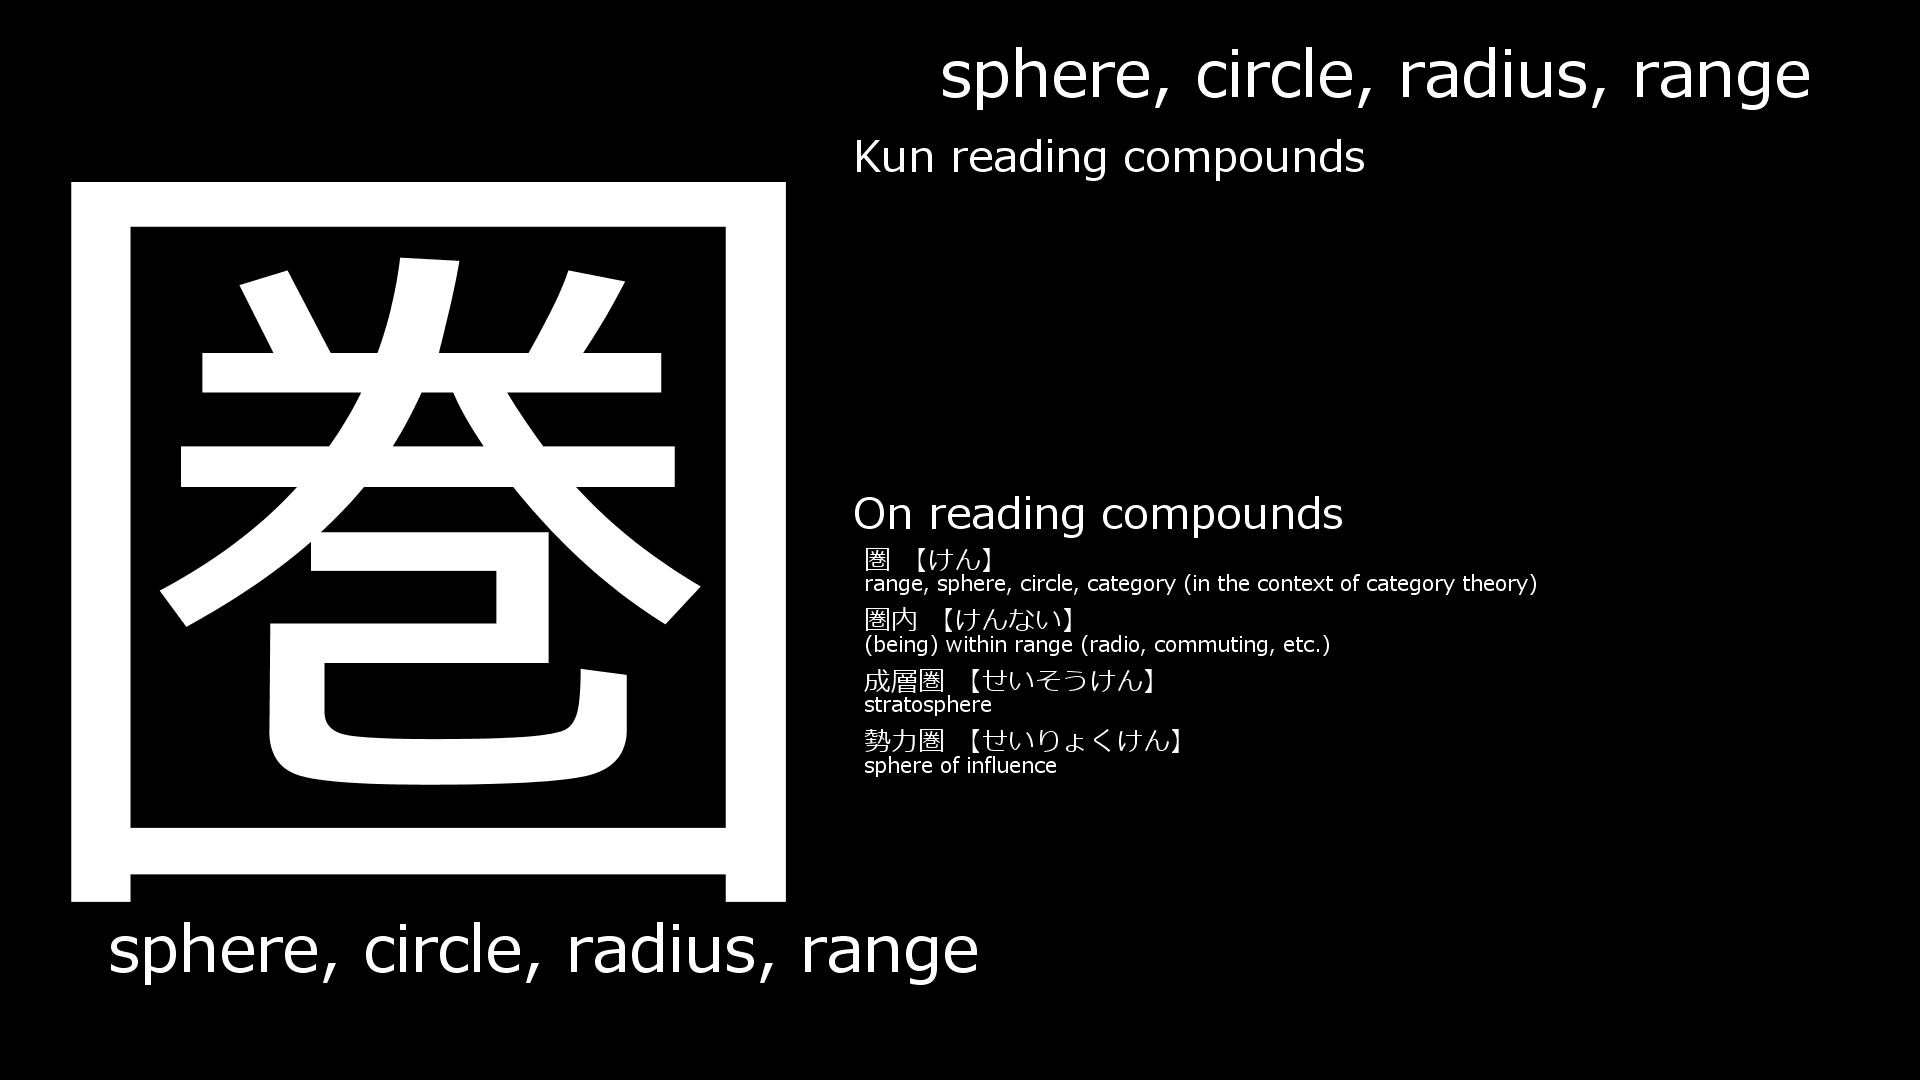 圏
sphere, circle, radius, range
sphere, circle, radius, range
Kun reading compounds
On reading compounds
圏 【けん】
range, sphere, circle, category (in the context of category theory)
圏内 【けんない】
(being) within range (radio, commuting, etc.)
成層圏 【せいそうけん】
stratosphere
勢力圏 【せいりょくけん】
sphere of influence